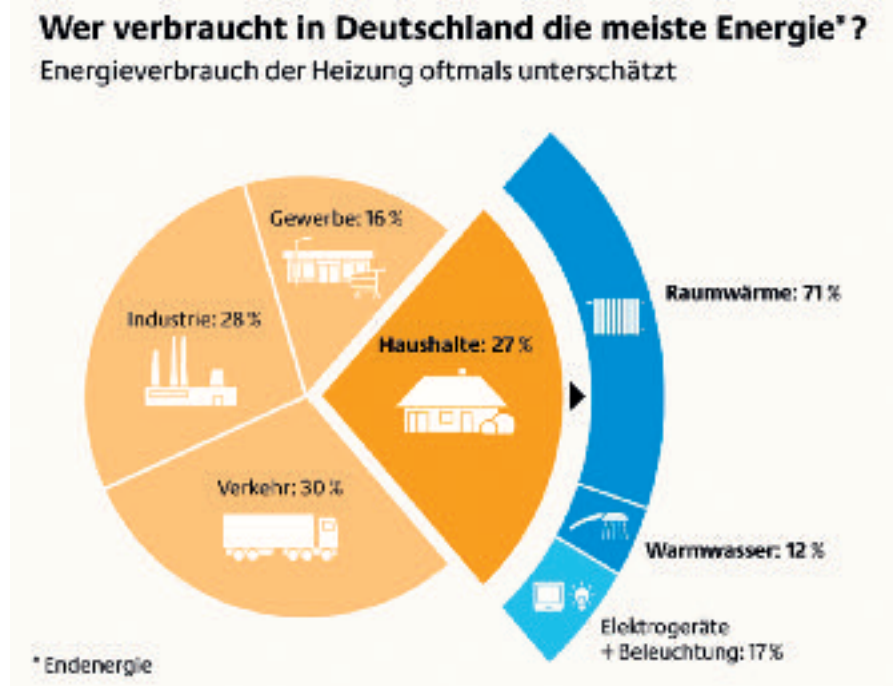 Wer verbraucht in Deutschland die meiste Energie*?
Energieverbrauch der Heizung oftmals unterschätzt
Gewerbe: 16 %
Industrie: 28 %
Haushalte: 27 %
Verkehr: 30 %
Raumwärme: 71 %
Warmwasser: 12 %
Elektrogeräte
+ Beleuchtung: 17 %
* Endenergie